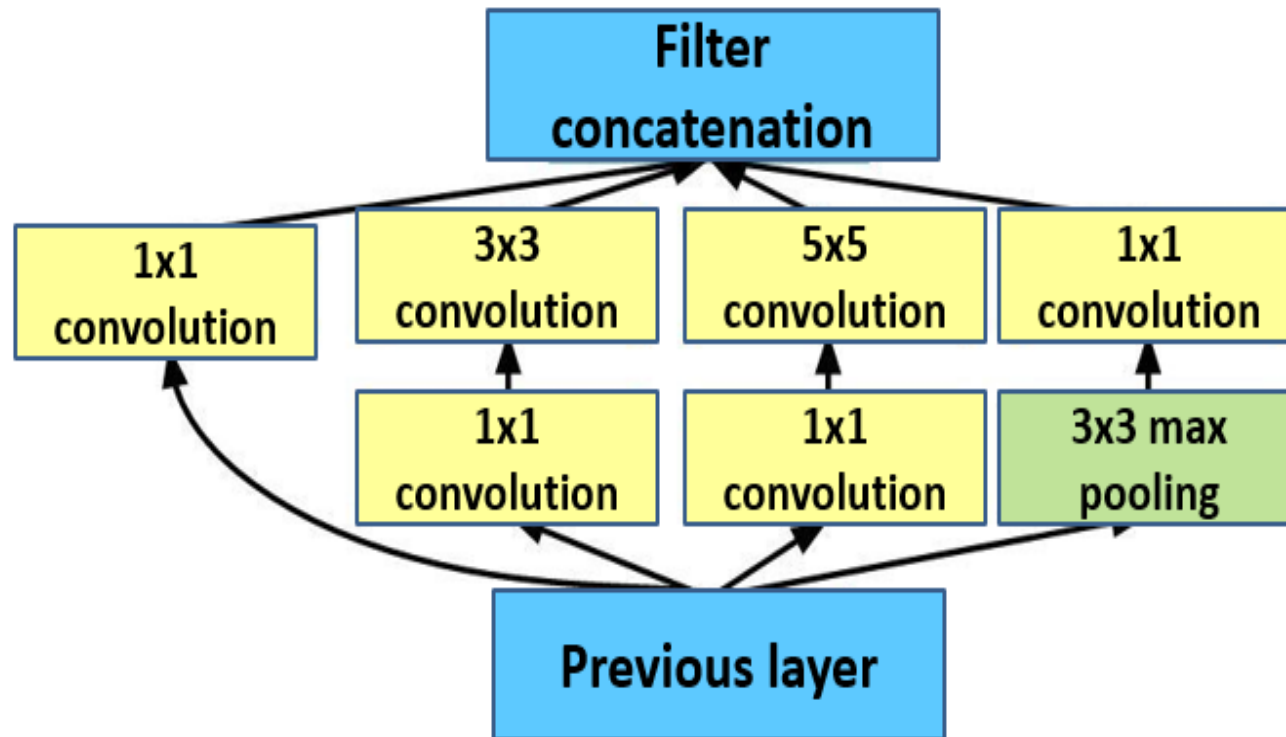 Filter
concatenation
1x1
convolution
3x3
convolution
5x5
convolution
1x1
convolution
1x1
convolution
1x1
convolution
3x3 max
pooling
Previous layer